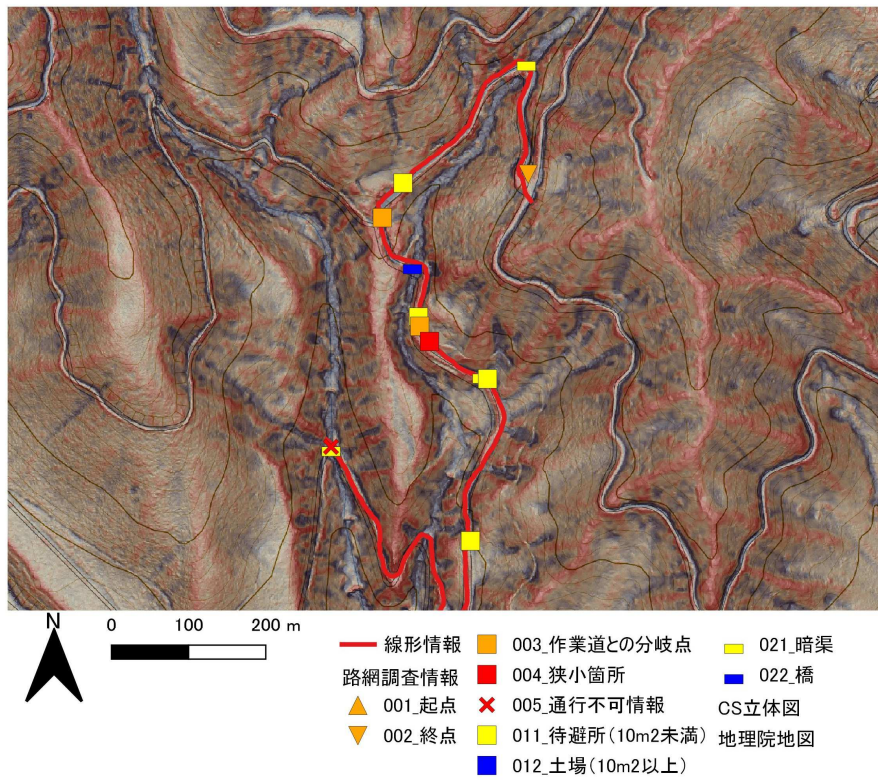 N
0 100 200 m
線形情報
路網調査情報
001_起点
002_終点
003_作業道との分岐点
004_狭小箇所
005_通行不可情報
011_待避所(10m2未満)
012_土場(10m2以上)
021_暗渠
022_橋
CS立体図
地理院地図